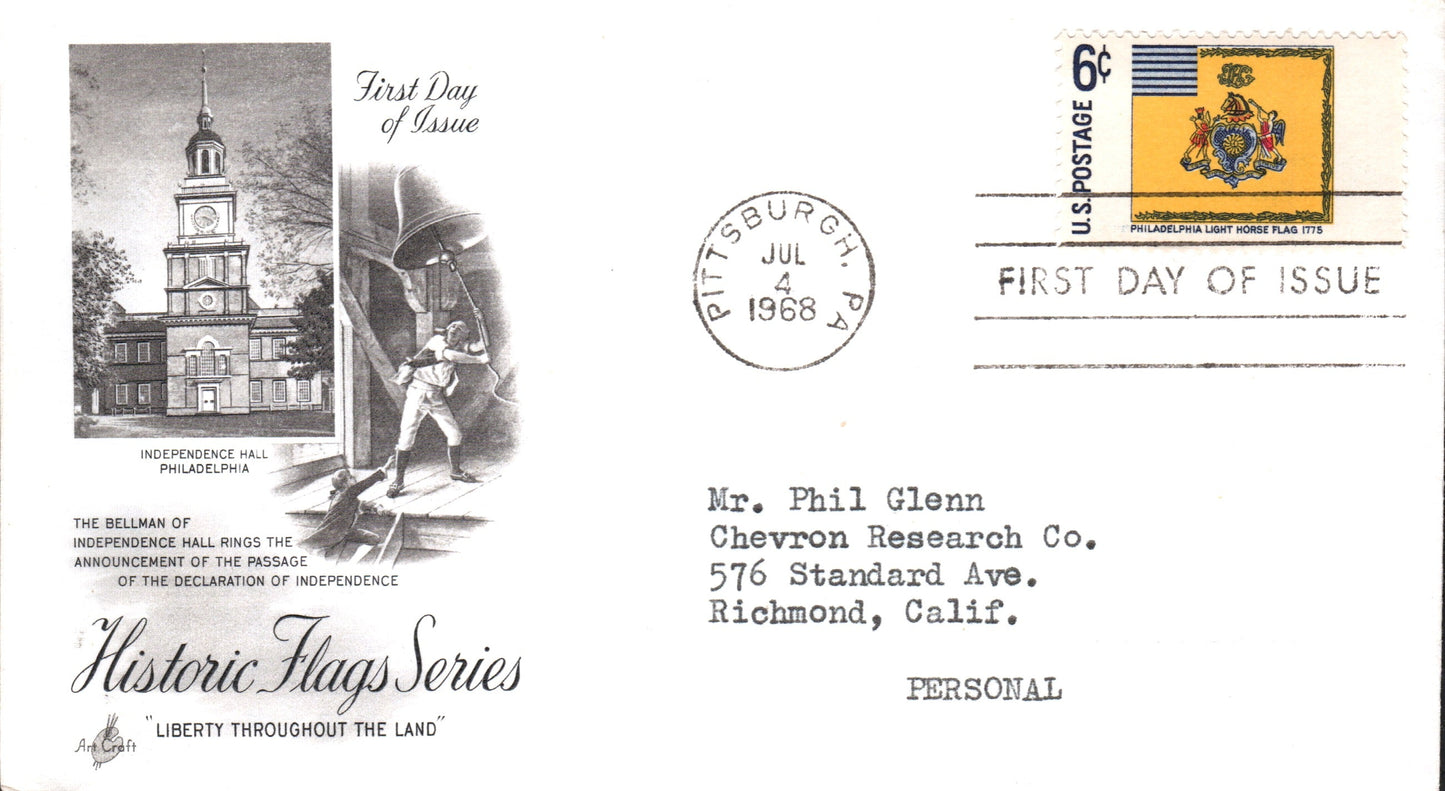 First Day
of Issue
6¢
U.S. POSTAGE
PHILADELPHIA LIGHT HORSE FLAG 1775
PITTSBURGH, PA
JUL
4
1968
FIRST DAY OF ISSUE
INDEPENDENCE HALL
PHILADELPHIA
THE BELLMAN OF
INDEPENDENCE HALL RINGS THE
ANNOUNCEMENT OF THE PASSAGE
OF THE DECLARATION OF INDEPENDENCE
Historic Flags Series
"LIBERTY THROUGHOUT THE LAND"
Art Craft
Mr. Phil Glenn
Chevron Research Co.
576 Standard Ave.
Richmond, Calif.
PERSONAL